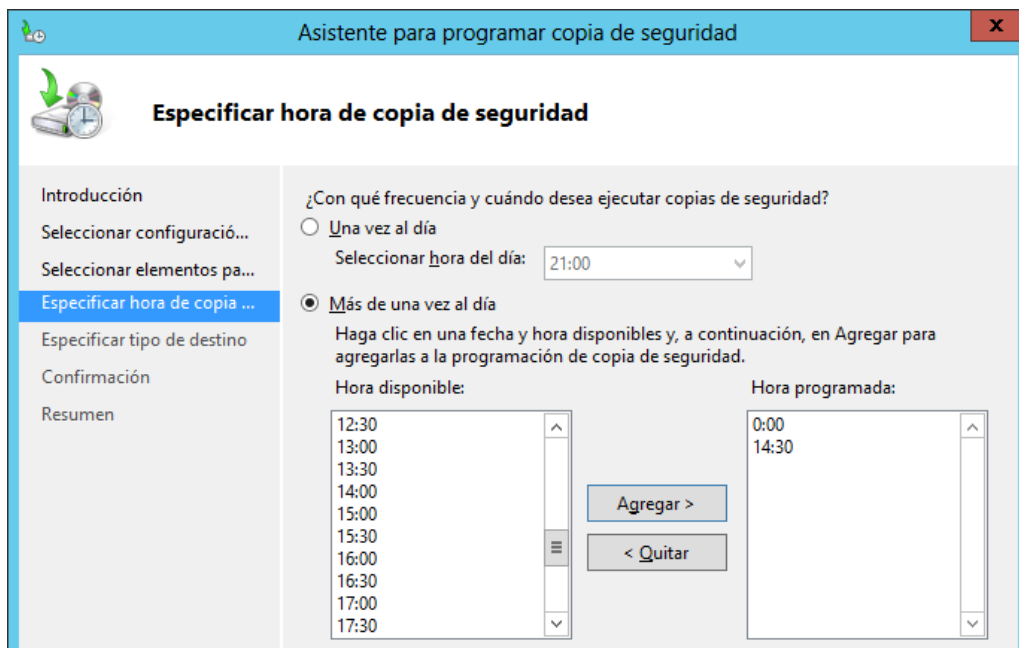 Asistente para programar copia de seguridad
x
Especificar hora de copia de seguridad
Introducción
Seleccionar configuració...
Seleccionar elementos pa...
Especificar hora de copia ...
Especificar tipo de destino
Confirmación
Resumen
¿Con qué frecuencia y cuándo desea ejecutar copias de seguridad?
Una vez al día
Seleccionar hora del día: 21:00
Más de una vez al día
Haga clic en una fecha y hora disponibles y, a continuación, en Agregar para
agregarlas a la programación de copia de seguridad.
Hora disponible:
12:30
13:00
13:30
14:00
15:00
15:30
16:00
16:30
17:00
17:30
Agregar >
< Quitar
Hora programada:
0:00
14:30